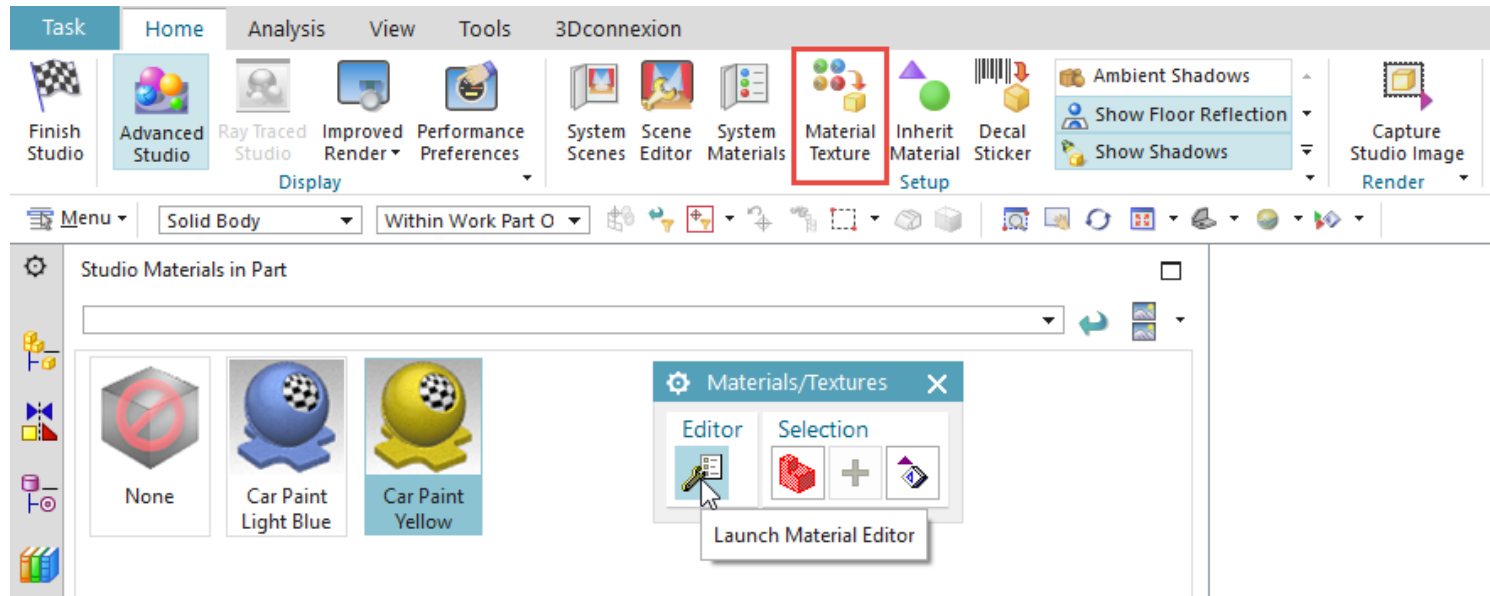 Task Home Analysis View Tools 3Dconnexion
Finish Studio
Advanced Studio
Ray Traced Studio
Improved Render
Performance Preferences
Display
System Scenes
Scene Editor
System Materials
Material Texture
Inherit Material
Decal Sticker
Ambient Shadows
Show Floor Reflection
Show Shadows
Setup
Capture Studio Image
Render
Menu Solid Body Within Work Part O
Studio Materials in Part
None
Car Paint Light Blue
Car Paint Yellow
Materials/Textures
Editor Selection
Launch Material Editor